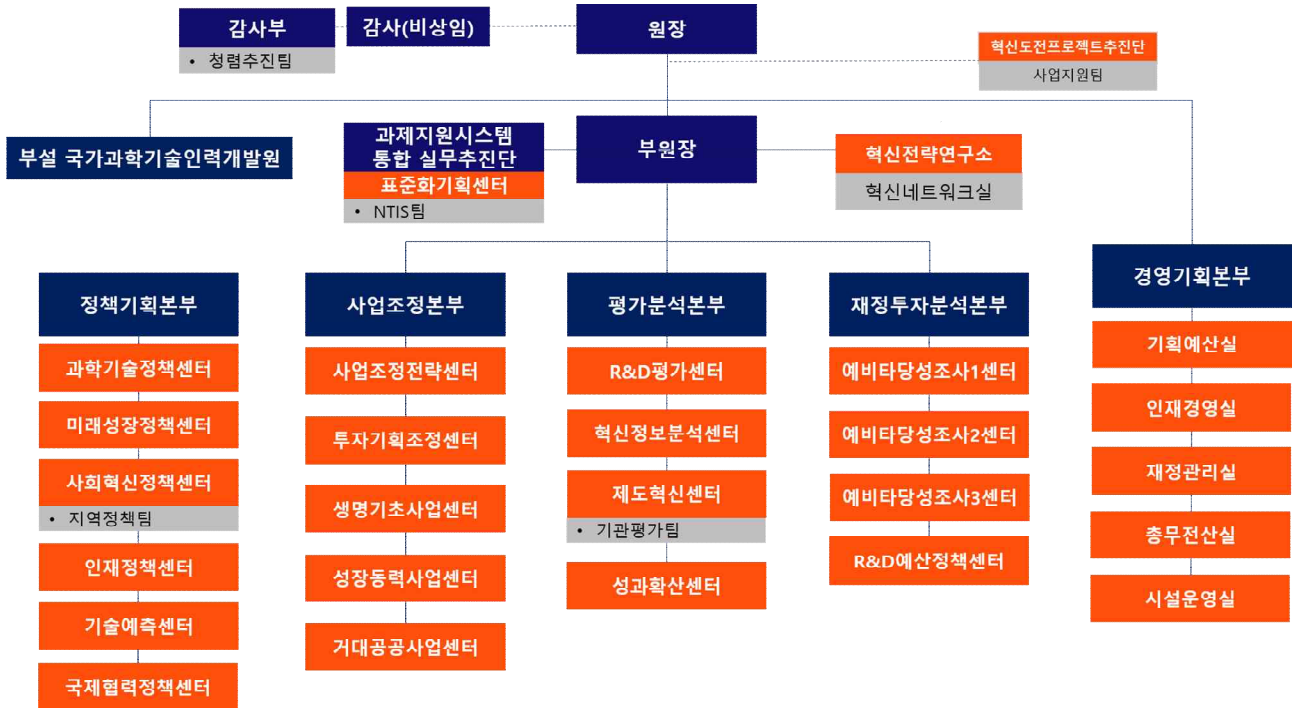 감사부
• 청렴추진팀
감사(비상임)
원장
혁신도전프로젝트추진단
사업지원팀
부설 국가과학기술인력개발원
과제지원시스템
통합 실무추진단
표준화기획센터
• NTIS팀
부원장
혁신전략연구소
혁신네트워크실
정책기획본부
과학기술정책센터
미래성장정책센터
사회혁신정책센터
• 지역정책팀
인재정책센터
기술예측센터
국제협력정책센터
사업조정본부
사업조정전략센터
투자기획조정센터
생명기초사업센터
성장동력사업센터
거대공공사업센터
평가분석본부
R&D평가센터
혁신정보분석센터
제도혁신센터
• 기관평가팀
성과확산센터
재정투자분석본부
예비타당성조사1센터
예비타당성조사2센터
예비타당성조사3센터
R&D예산정책센터
경영기획본부
기획예산실
인재경영실
재정관리실
총무전산실
시설운영실